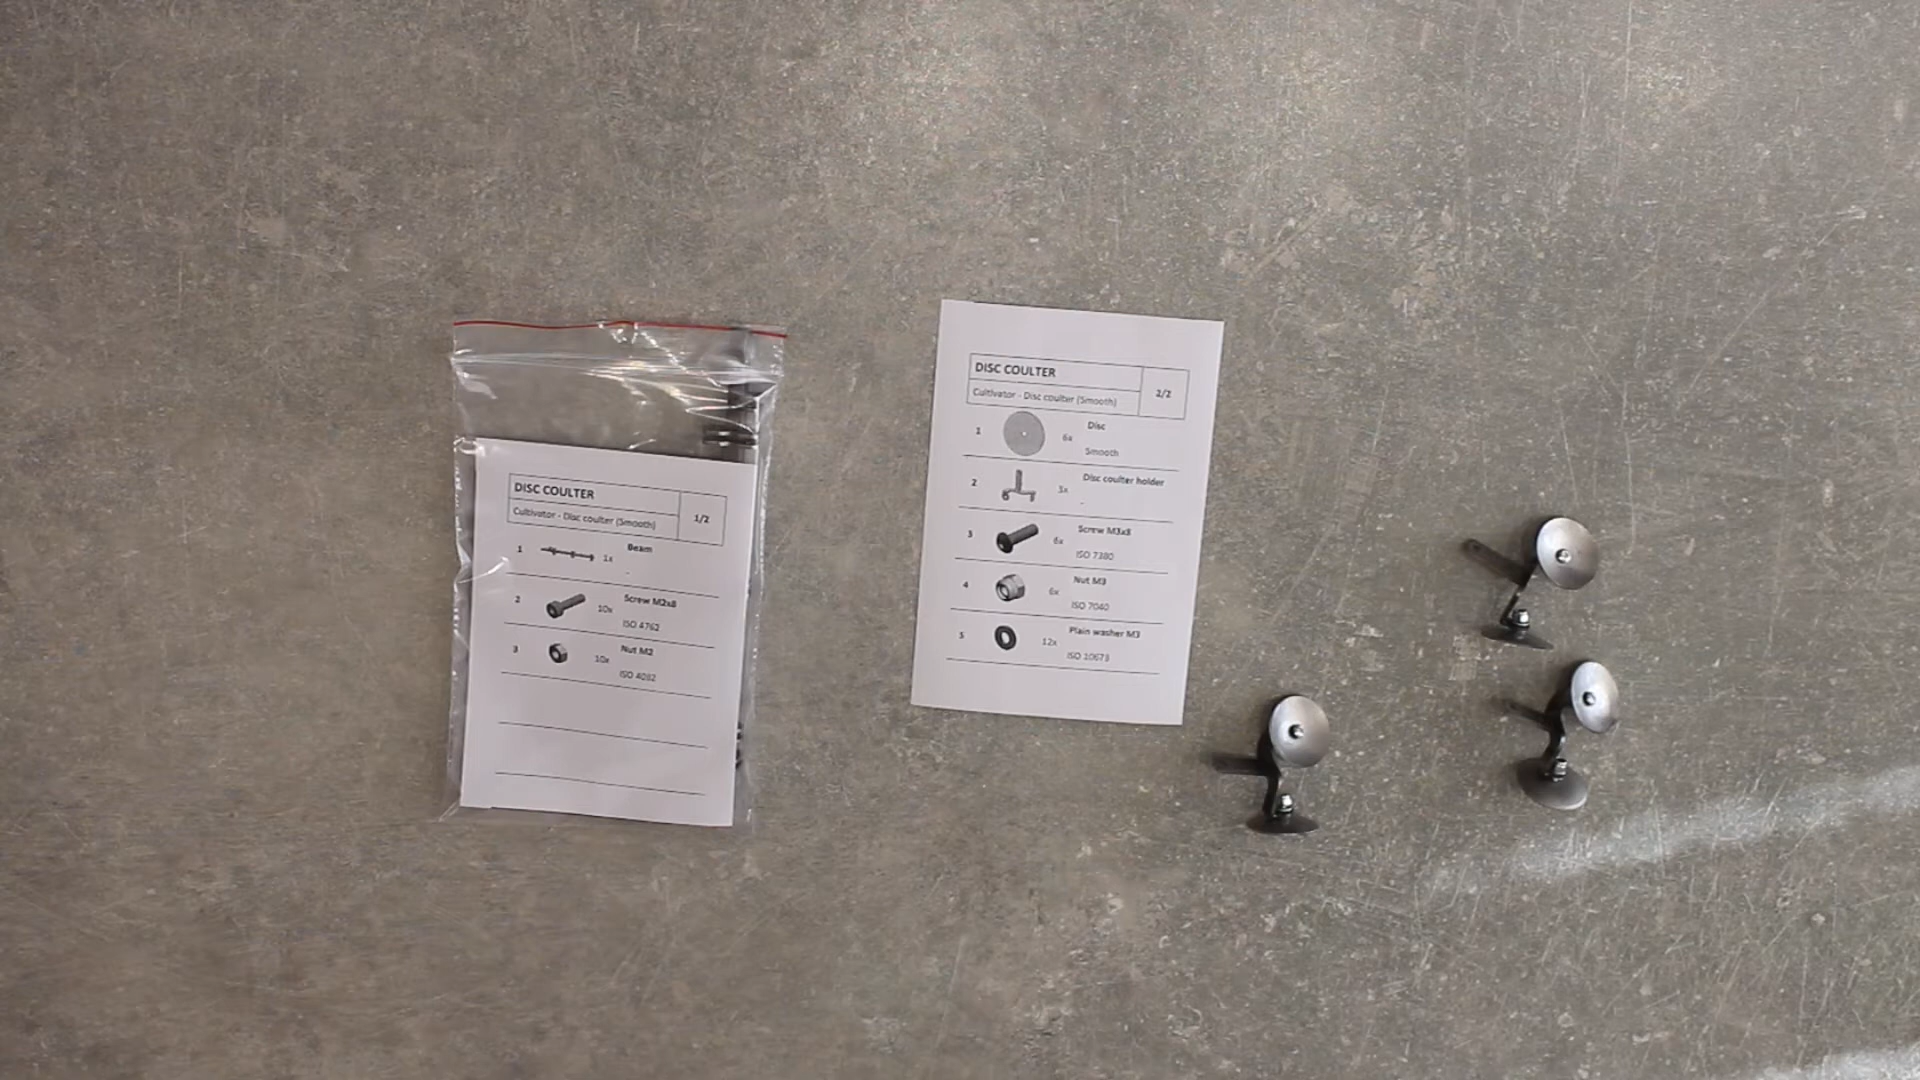 DISC COULTER
Cultivator - Disc coulter (Smooth)
1/2
1 1x Beam
-
2 10x Screw M2x8
ISO 4762
3 10x Nut M2
ISO 4032
DISC COULTER
Cultivator - Disc coulter (Smooth)
2/2
1 6x Disc
Smooth
2 3x Disc coulter holder
-
3 6x Screw M3x8
ISO 7380
4 6x Nut M3
ISO 7040
5 12x Plain washer M3
ISO 10673